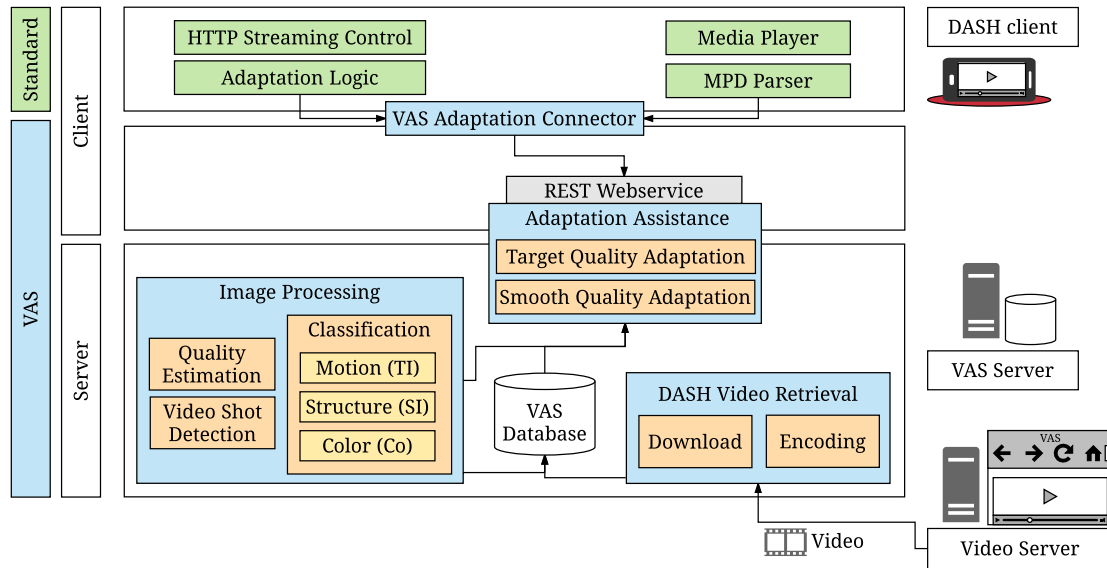 Standard
VAS
Client
Server
HTTP Streaming Control
Adaptation Logic
Media Player
MPD Parser
VAS Adaptation Connector
REST Webservice
Adaptation Assistance
Target Quality Adaptation
Smooth Quality Adaptation
Image Processing
Quality
Estimation
Video Shot
Detection
Classification
Motion (TI)
Structure (SI)
Color (Co)
VAS
Database
DASH Video Retrieval
Download
Encoding
Video
DASH client
VAS Server
VAS
Video Server